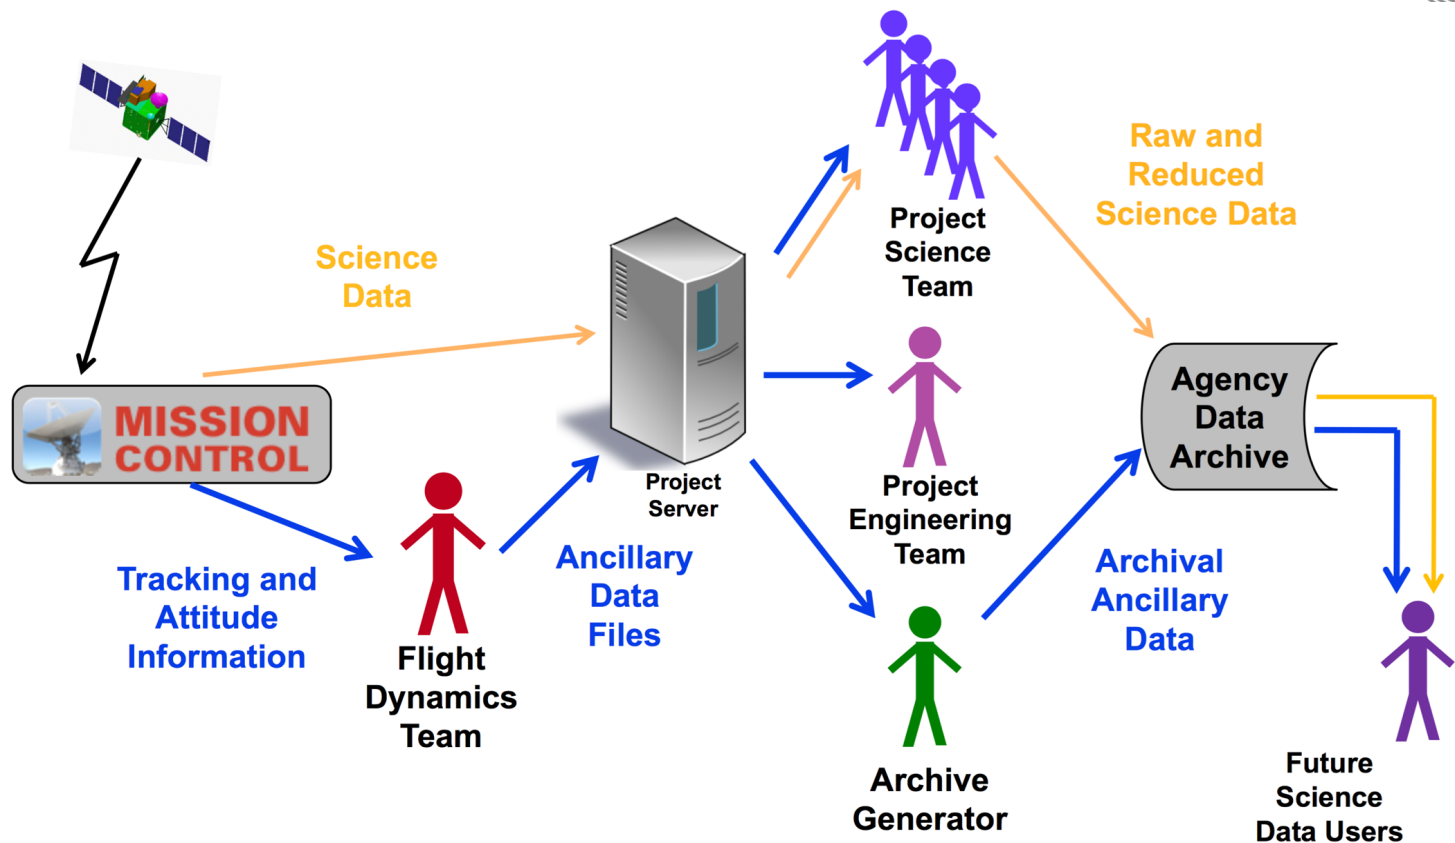 Science
Data
MISSION
CONTROL
Tracking and
Attitude
Information
Flight
Dynamics
Team
Ancillary
Data
Files
Project
Server
Project
Science
Team
Project
Engineering
Team
Archive
Generator
Raw and
Reduced
Science Data
Agency
Data
Archive
Archival
Ancillary
Data
Future
Science
Data Users